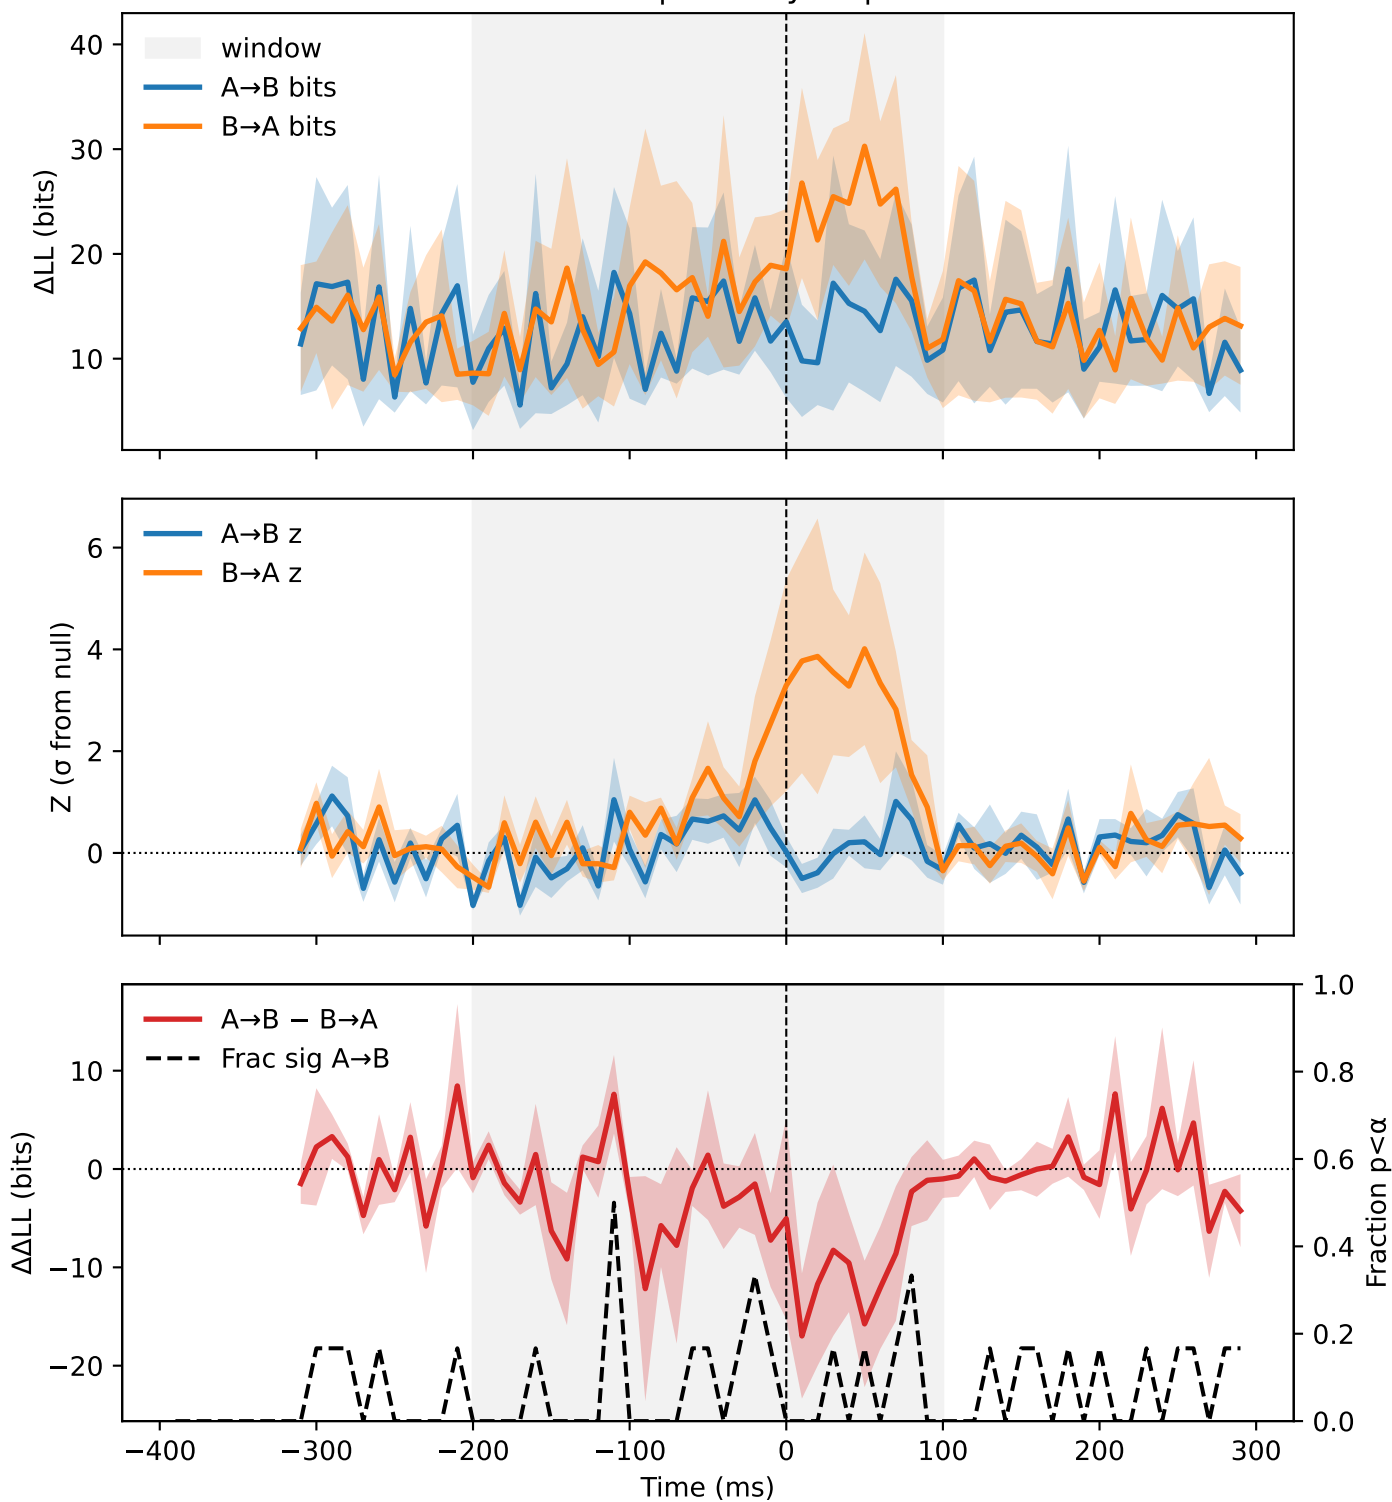 40
30
20
10
ΔLL (bits)
window
A→B bits
B→A bits
6
4
2
0
Z (σ from null)
A→B z
B→A z
10
0
−10
−20
ΔΔLL (bits)
A→B − B→A
Frac sig A→B
1.0
0.8
0.6
0.4
0.2
0.0
Fraction p<α
−400 −300 −200 −100 0 100 200 300
Time (ms)